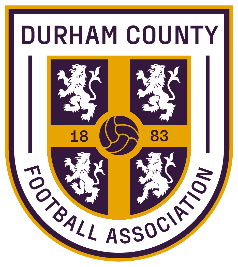 DURHAM COUNTY
18 83
FOOTBALL ASSOCIATION